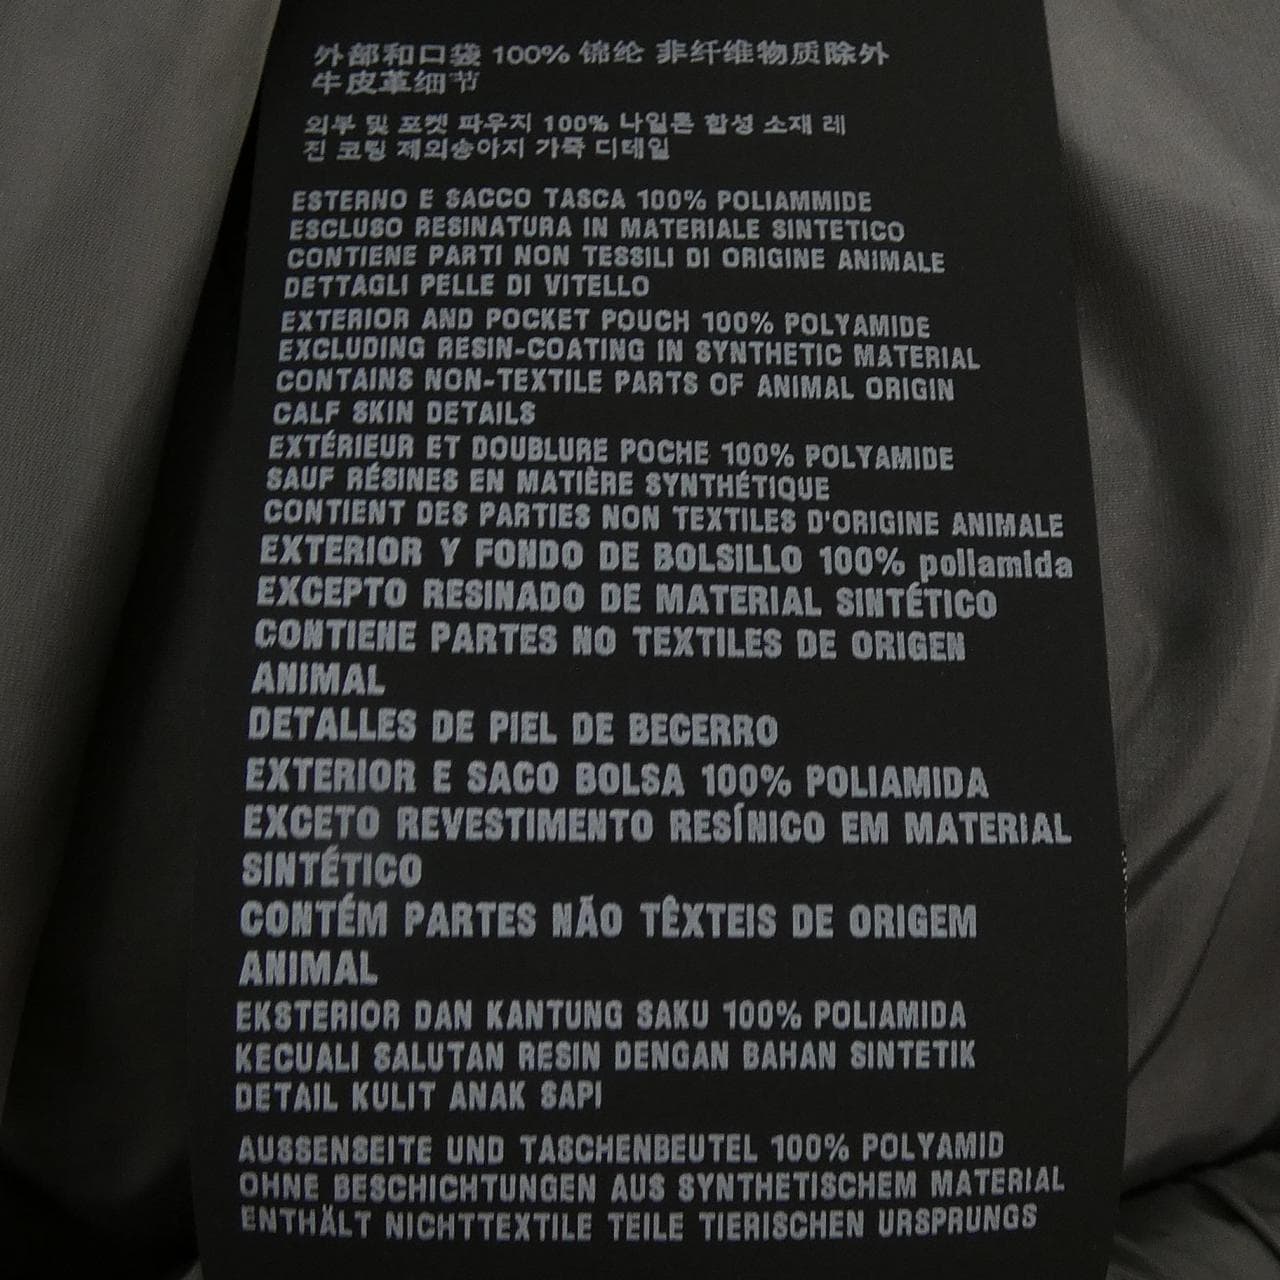 外部和口袋 100% 锦纶 非纤维物质除外
牛皮革细节
외부 및 포켓 파우치 100% 나일론 합성 소재 레
진 코팅 제외송아지 가죽 디테일
ESTERNO E SACCO TASCA 100% POLIAMMIDE
ESCLUSO RESINATURA IN MATERIALE SINTETICO
CONTIENE PARTI NON TESSILI DI ORIGINE ANIMALE
DETTAGLI PELLE DI VITELLO
EXTERIOR AND POCKET POUCH 100% POLYAMIDE
EXCLUDING RESIN-COATING IN SYNTHETIC MATERIAL
CONTAINS NON-TEXTILE PARTS OF ANIMAL ORIGIN
CALF SKIN DETAILS
EXTÉRIEUR ET DOUBLURE POCHE 100% POLYAMIDE
SAUF RÉSINES EN MATIÈRE SYNTHÉTIQUE
CONTIENT DES PARTIES NON TEXTILES D'ORIGINE ANIMALE
EXTERIOR Y FONDO DE BOLSILLO 100% poliamida
EXCEPTO RESINADO DE MATERIAL SINTÉTICO
CONTIENE PARTES NO TEXTILES DE ORIGEN
ANIMAL
DETALLES DE PIEL DE BECERRO
EXTERIOR E SACO BOLSA 100% POLIAMIDA
EXCETO REVESTIMENTO RESÍNICO EM MATERIAL
SINTÉTICO
CONTÉM PARTES NÃO TÊXTEIS DE ORIGEM
ANIMAL
EKSTERIOR DAN KANTUNG SAKU 100% POLIAMIDA
KECUALI SALUTAN RESIN DENGAN BAHAN SINTETIK
DETAIL KULIT ANAK SAPI
AUSSENSEITE UND TASCHENBEUTEL 100% POLYAMID
OHNE BESCHICHTUNGEN AUS SYNTHETISCHEM MATERIAL
ENTHÄLT NICHTTEXTILE TEILE TIERISCHEN URSPRUNGS